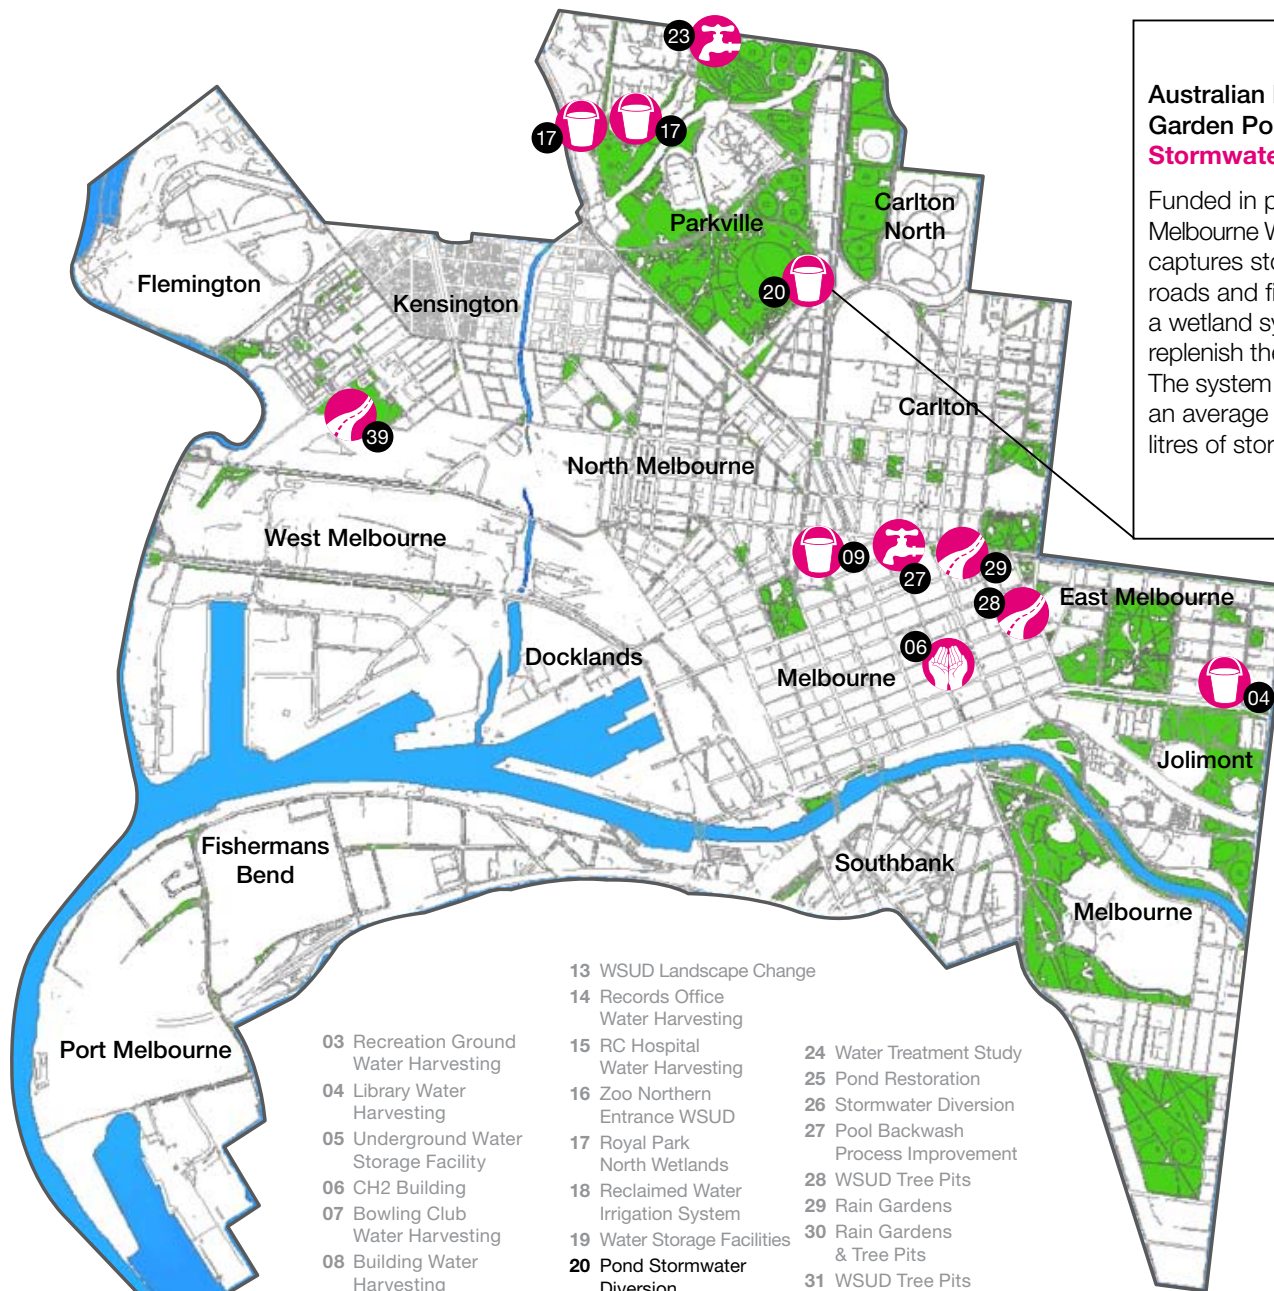 23
17
17
Parkville
Carlton
North
20
Flemington
Kensington
39
Carlton
North Melbourne
West Melbourne
09
27
29
28
East Melbourne
06
Docklands
Melbourne
04
Jolimont
Fishermans
Bend
Southbank
Melbourne
Port Melbourne
Australian
Garden Po
Stormwate
Funded in p
Melbourne W
captures sto
roads and fi
a wetland sy
replenish the
The system
an average
litres of stor
03 Recreation Ground
Water Harvesting
04 Library Water
Harvesting
05 Underground Water
Storage Facility
06 CH2 Building
07 Bowling Club
Water Harvesting
08 Building Water
Harvesting
13 WSUD Landscape Change
14 Records Office
Water Harvesting
15 RC Hospital
Water Harvesting
16 Zoo Northern
Entrance WSUD
17 Royal Park
North Wetlands
18 Reclaimed Water
Irrigation System
19 Water Storage Facilities
20 Pond Stormwater
Diversion
24 Water Treatment Study
25 Pond Restoration
26 Stormwater Diversion
27 Pool Backwash
Process Improvement
28 WSUD Tree Pits
29 Rain Gardens
30 Rain Gardens
& Tree Pits
31 WSUD Tree Pits